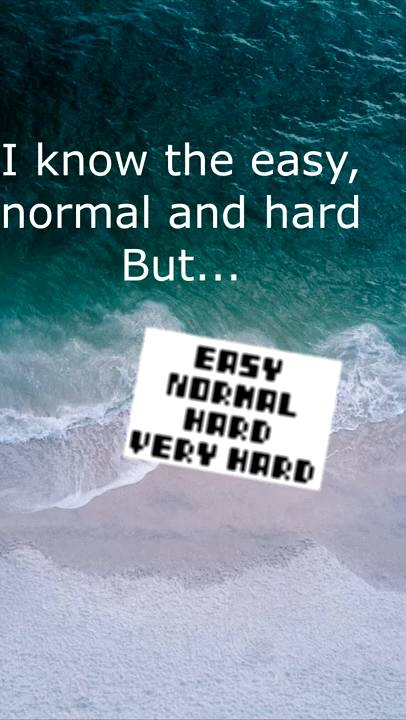 I know the easy,
normal and hard
But...
EASY
NORMAL
HARD
VERY HARD